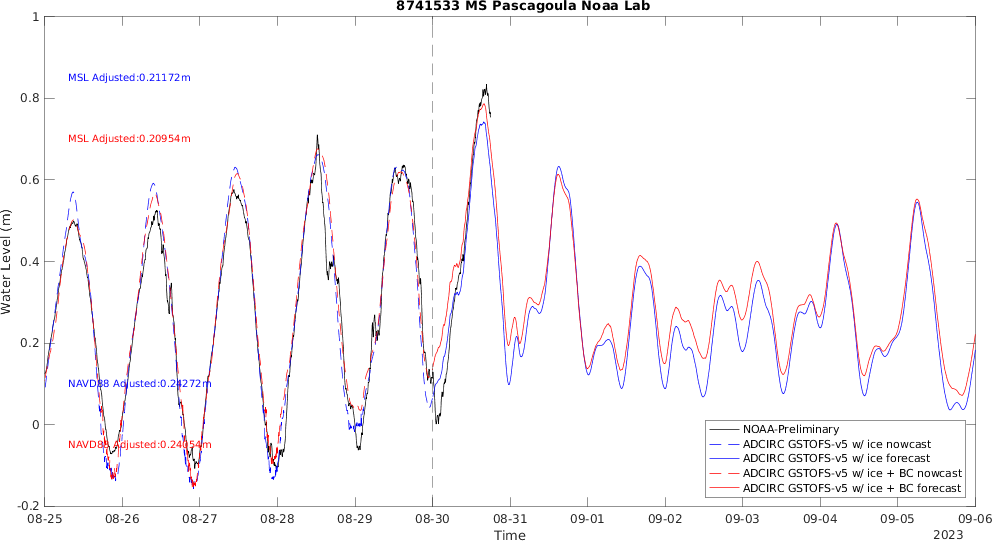 8741533 MS Pascagoula Noaa Lab
1
0.8
0.6
0.4
0.2
0
-0.2
Water Level (m)
MSL Adjusted:0.21172m
MSL Adjusted:0.20954m
NAVD88 Adjusted:0.24272m
NAVD88 Adjusted:0.24054m
NOAA-Preliminary
ADCIRC GSTOFS-v5 w/ ice nowcast
ADCIRC GSTOFS-v5 w/ ice forecast
ADCIRC GSTOFS-v5 w/ ice + BC nowcast
ADCIRC GSTOFS-v5 w/ ice + BC forecast
08-25 08-26 08-27 08-28 08-29 08-30 08-31 09-01 09-02 09-03 09-04 09-05 09-06
Time
2023